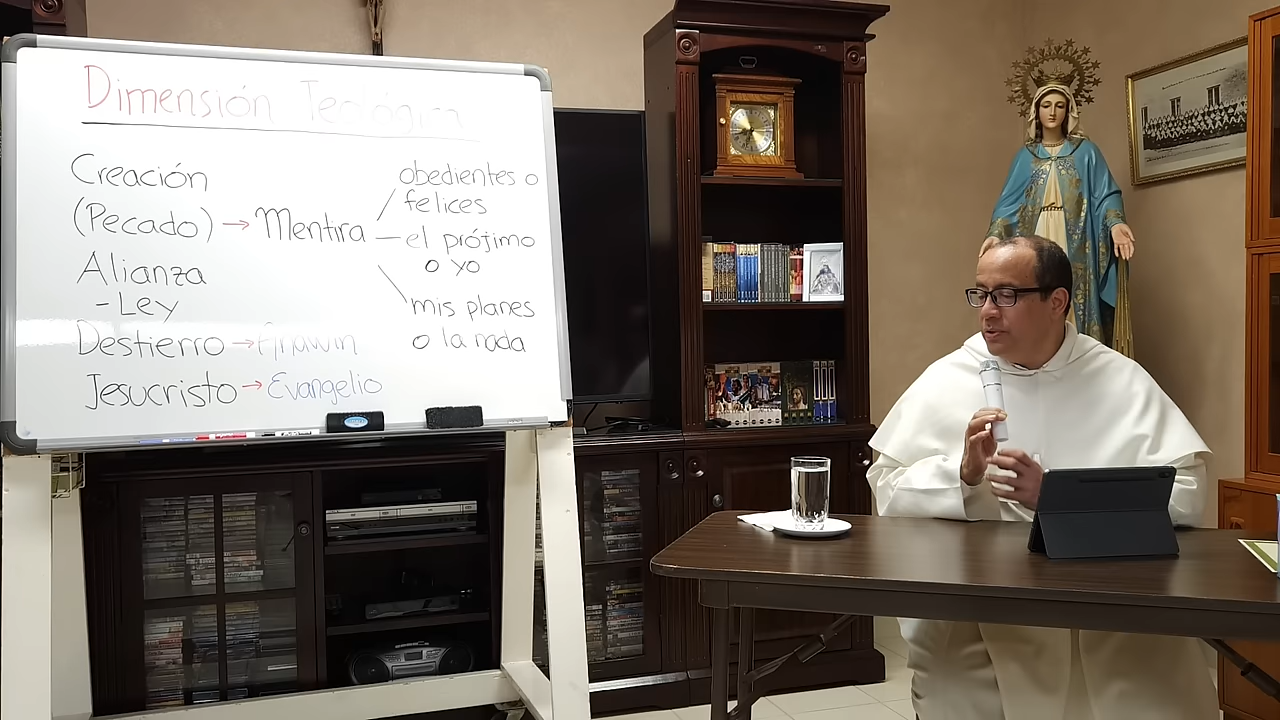 Dimensión Teológica
Creación
(Pecado) → Mentira
obedientes o
felices
el prójimo
o yo
mis planes
o la nada
Alianza
- Ley
Destierro → Anawin
Jesucristo → Evangelio